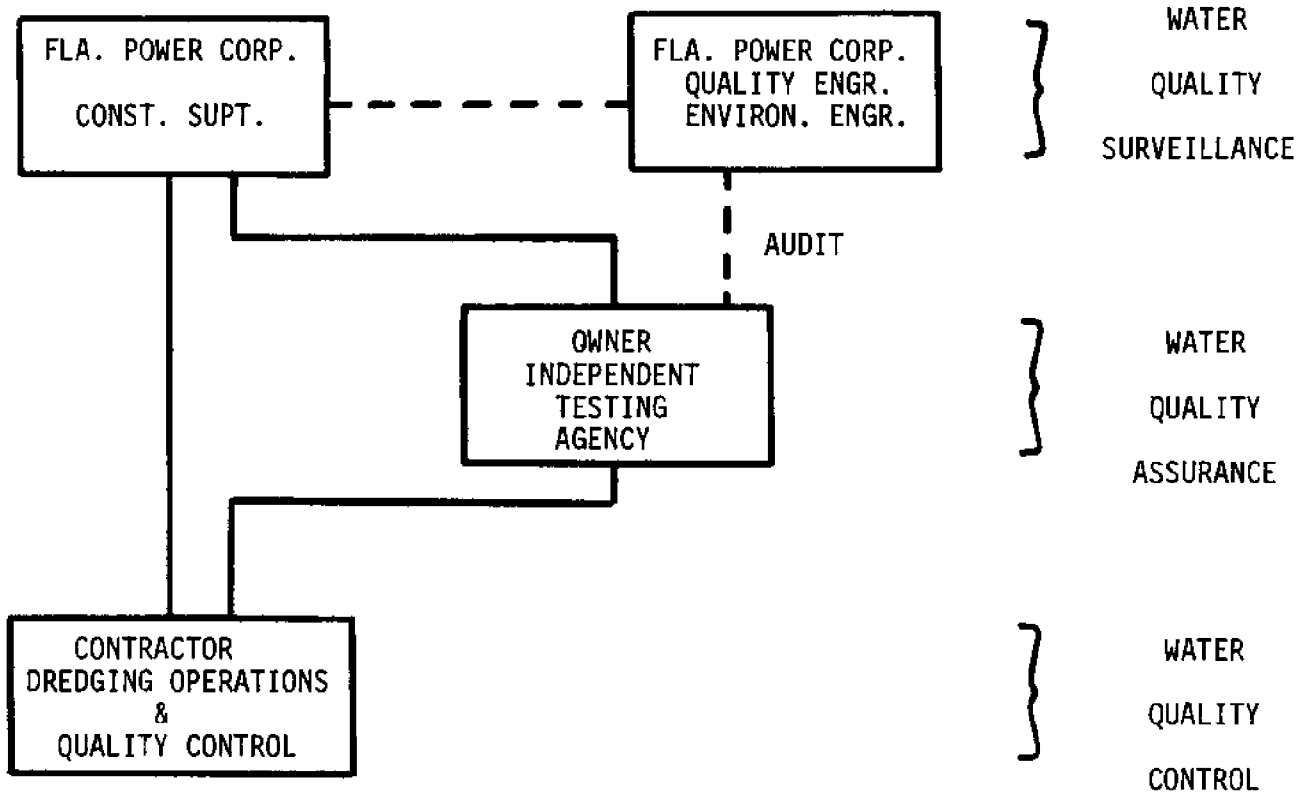 FLA. POWER CORP.
CONST. SUPT.
FLA. POWER CORP.
QUALITY ENGR.
ENVIRON. ENGR.
WATER
QUALITY
SURVEILLANCE
AUDIT
OWNER
INDEPENDENT
TESTING
AGENCY
WATER
QUALITY
ASSURANCE
CONTRACTOR
DREDGING OPERATIONS
&
QUALITY CONTROL
WATER
QUALITY
CONTROL